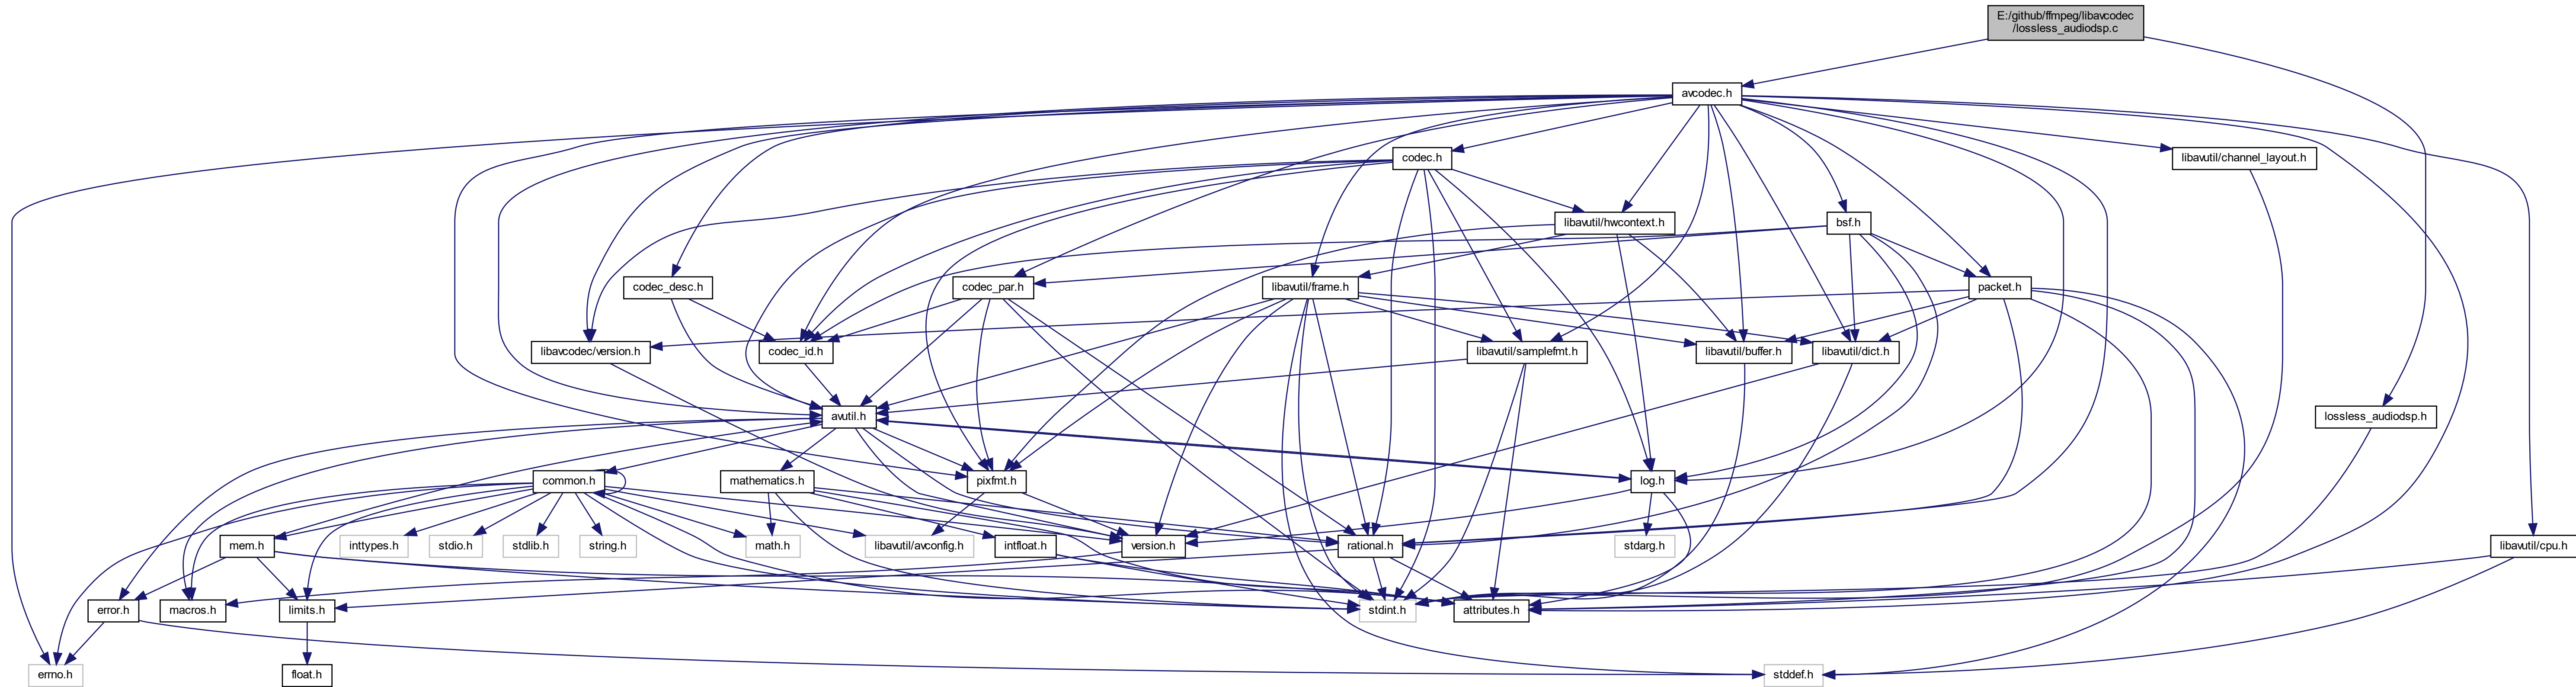 E:/github/ffmpeg/libavcodec
/lossless_audiodsp.c
avcodec.h
codec.h
libavutil/channel_layout.h
libavutil/hwcontext.h
bsf.h
codec_desc.h
codec_par.h
libavutil/frame.h
packet.h
libavcodec/version.h
codec_id.h
libavutil/samplefmt.h
libavutil/buffer.h
libavutil/dict.h
avutil.h
lossless_audiodsp.h
common.h
mathematics.h
pixfmt.h
log.h
mem.h
inttypes.h
stdio.h
stdlib.h
string.h
math.h
libavutil/avconfig.h
intfloat.h
version.h
rational.h
stdarg.h
libavutil/cpu.h
error.h
macros.h
limits.h
stdint.h
attributes.h
errno.h
float.h
stddef.h